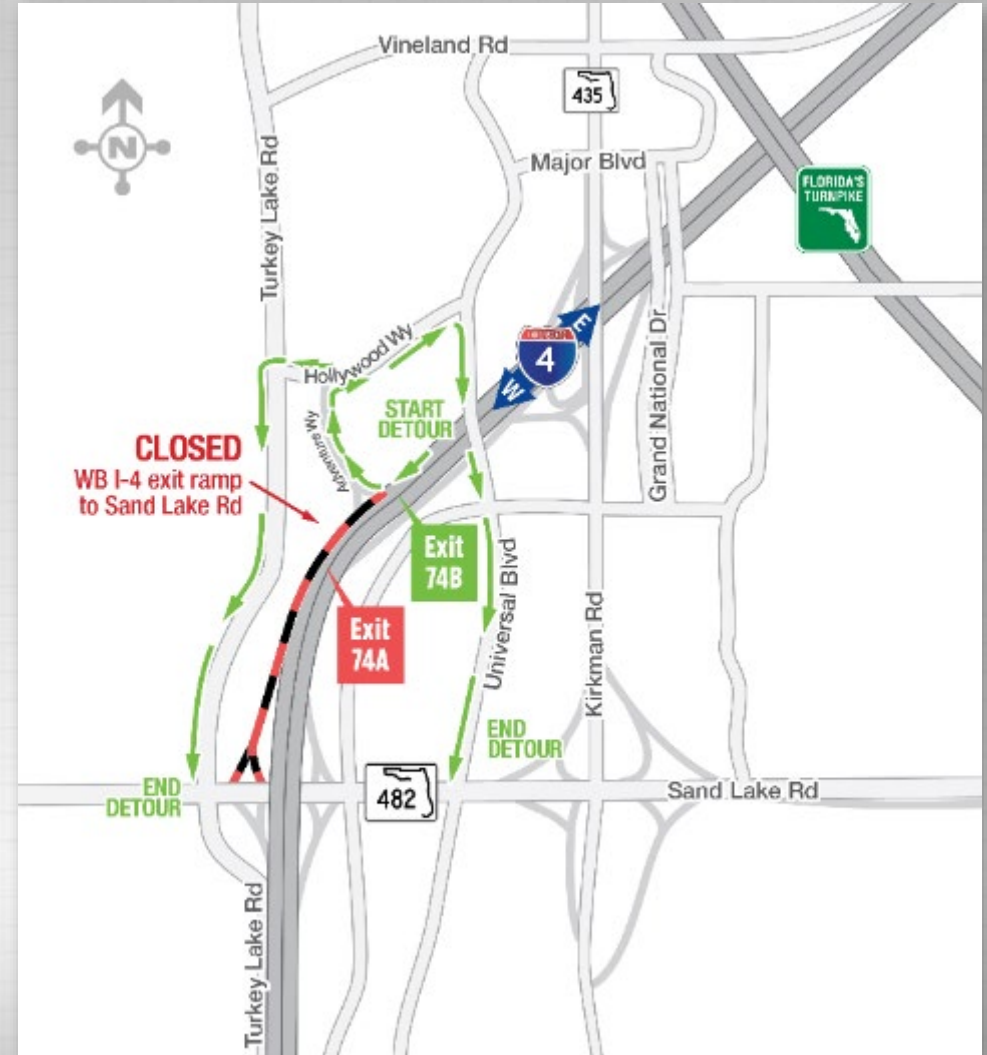 Vineland Rd
435
N
Major Blvd
Turkey Lake Rd
FLORIDA'S
TURNPIKE
E
4
W
Hollywood Wy
Grand National Dr
START
DETOUR
Adventure Wy
CLOSED
WB I-4 exit ramp
to Sand Lake Rd
Exit
74B
Exit
74A
Universal Blvd
Kirkman Rd
END
DETOUR
END
DETOUR
482
Sand Lake Rd
Turkey Lake Rd